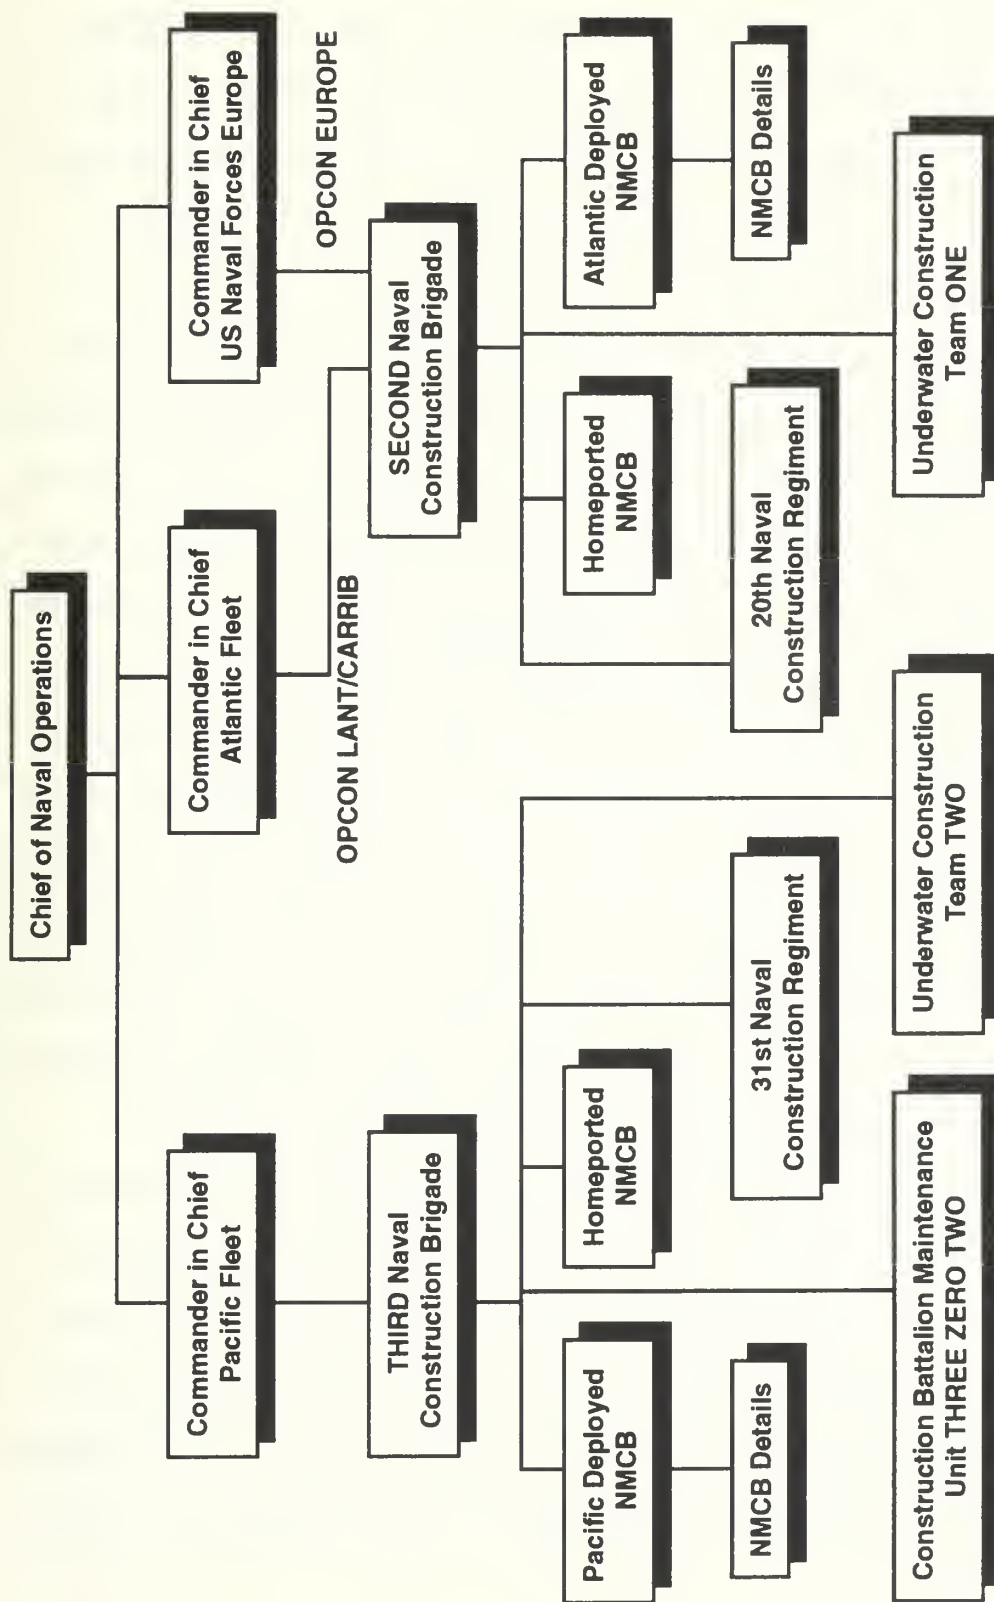 Chief of Naval Operations
Commander in Chief
Pacific Fleet
Commander in Chief
Atlantic Fleet
Commander in Chief
US Naval Forces Europe
OPCON LANT/CARRIB
OPCON EUROPE
THIRD Naval
Construction Brigade
SECOND Naval
Construction Brigade
Pacific Deployed
NMCB
Homeported
NMCB
Homeported
NMCB
Atlantic Deployed
NMCB
NMCB Details
31st Naval
Construction Regiment
20th Naval
Construction Regiment
NMCB Details
Construction Battalion Maintenance
Unit THREE ZERO TWO
Underwater Construction
Team TWO
Underwater Construction
Team ONE